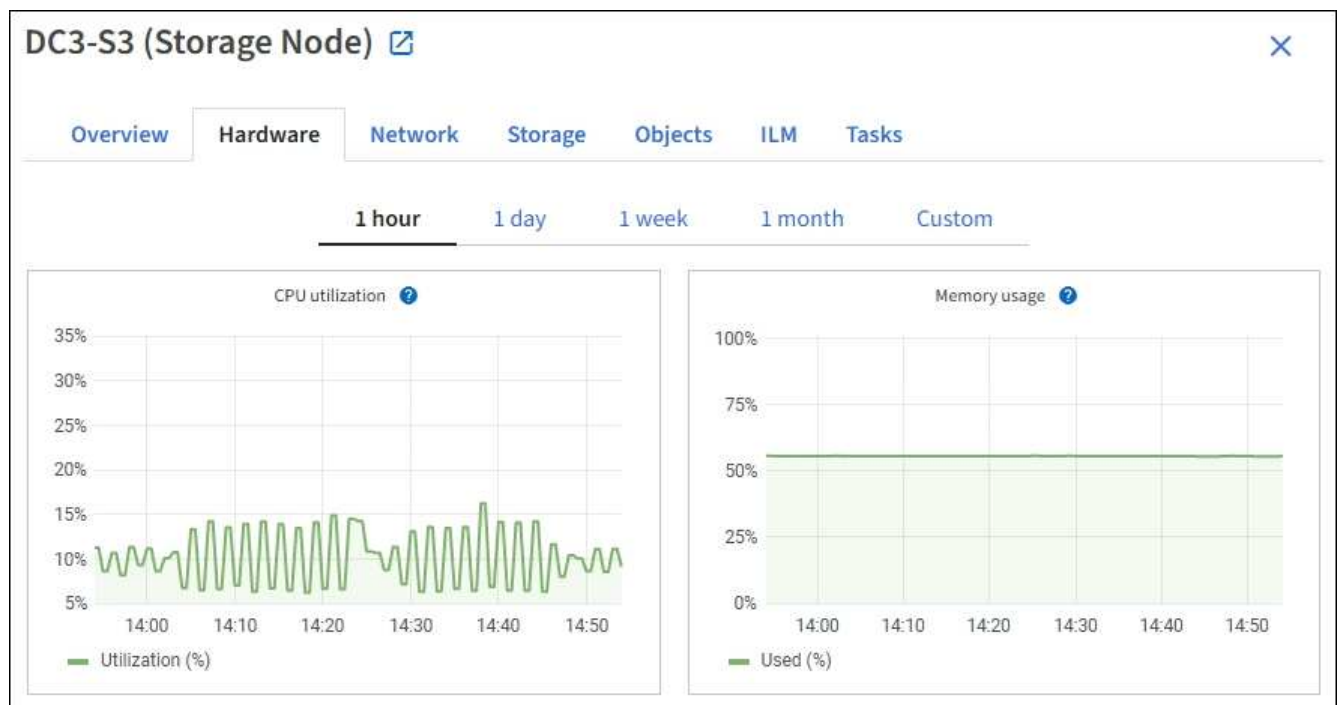 DC3-S3 (Storage Node)
Overview Hardware Network Storage Objects ILM Tasks
1 hour 1 day 1 week 1 month Custom
CPU utilization ?
35%
30%
25%
20%
15%
10%
5%
14:00 14:10 14:20 14:30 14:40 14:50
Utilization (%)
Memory usage ?
100%
75%
50%
25%
0%
14:00 14:10 14:20 14:30 14:40 14:50
Used (%)